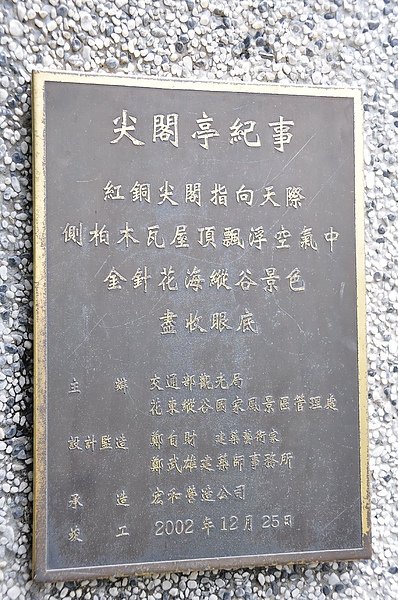 尖閣亭紀事
紅銅尖閣指向天際
側柏木瓦屋頂飄浮空氣中
金針花海縱谷景色
盡收眼底
主 辦 交通部觀光局
花東縱谷國家風景區管理處
設計監造 鄭自財 建築藝術家
鄭武雄建築師事務所
承 造 宏和營造公司
竣 工 2002年12月25日